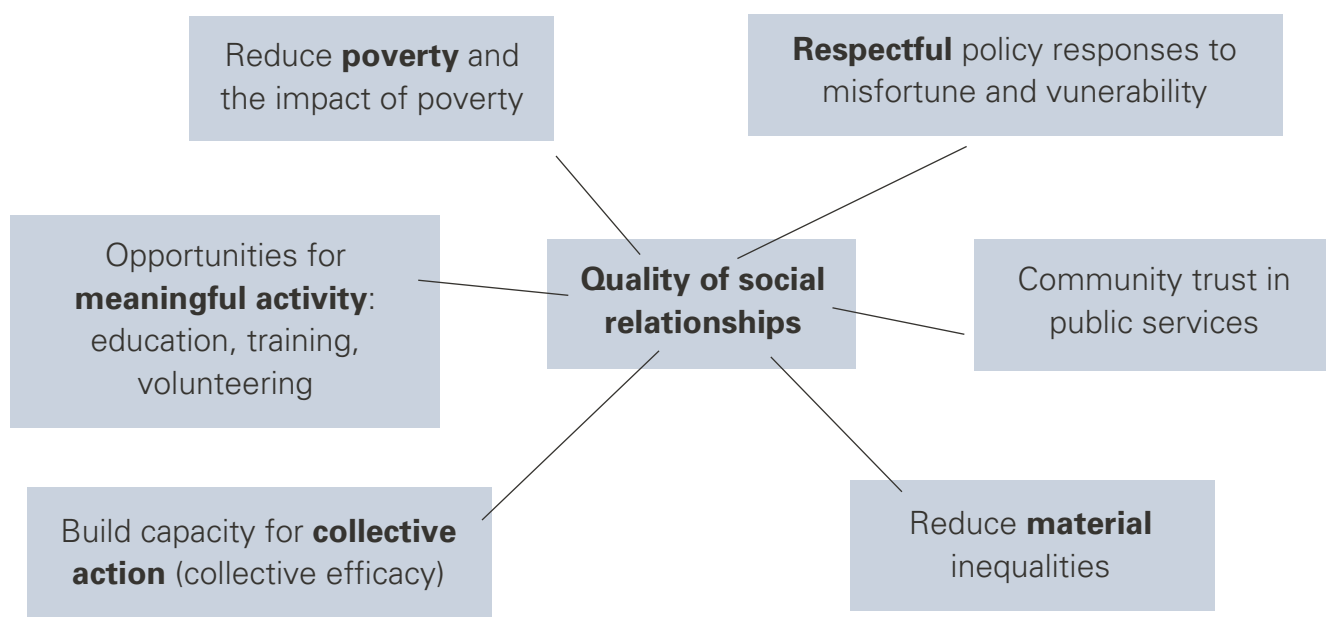 Reduce poverty and
the impact of poverty
Respectful policy responses to
misfortune and vunerability
Opportunities for
meaningful activity:
education, training,
volunteering
Quality of social
relationships
Community trust in
public services
Build capacity for collective
action (collective efficacy)
Reduce material
inequalities